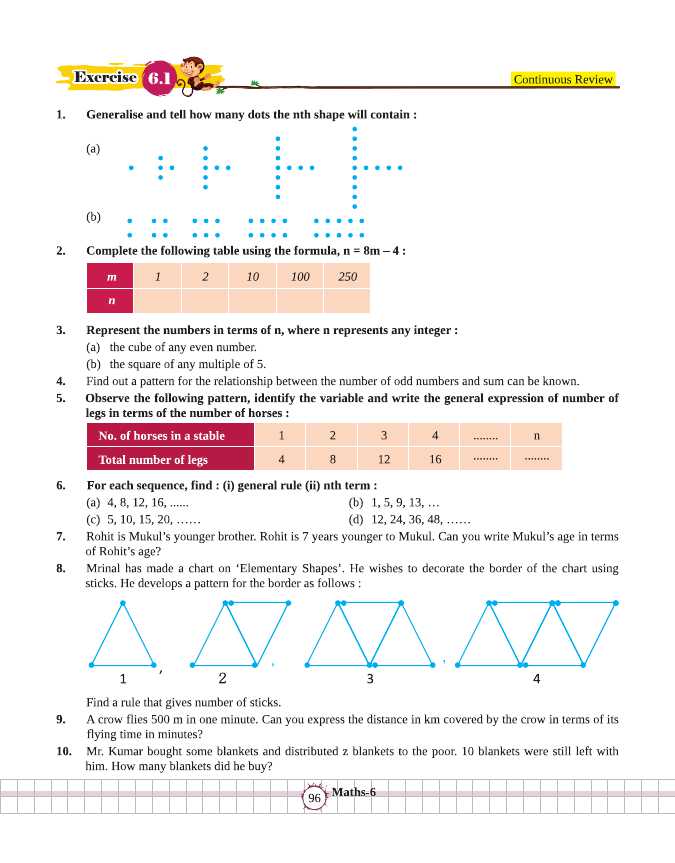 Exercise 6.1
Continuous Review
1. Generalise and tell how many dots the nth shape will contain :
(a)
(b)
2. Complete the following table using the formula, n = 8m – 4 :
m 1 2 10 100 250
n
3. Represent the numbers in terms of n, where n represents any integer :
(a) the cube of any even number.
(b) the square of any multiple of 5.
4. Find out a pattern for the relationship between the number of odd numbers and sum can be known.
5. Observe the following pattern, identify the variable and write the general expression of number of
legs in terms of the number of horses :
No. of horses in a stable 1 2 3 4 ........ n
Total number of legs 4 8 12 16 ........ ........
6. For each sequence, find : (i) general rule (ii) nth term :
(a) 4, 8, 12, 16, ...... (b) 1, 5, 9, 13, …
(c) 5, 10, 15, 20, …… (d) 12, 24, 36, 48, ……
7. Rohit is Mukul’s younger brother. Rohit is 7 years younger to Mukul. Can you write Mukul’s age in terms
of Rohit’s age?
8. Mrinal has made a chart on ‘Elementary Shapes’. He wishes to decorate the border of the chart using
sticks. He develops a pattern for the border as follows :
1 , 2 , 3 , 4
Find a rule that gives number of sticks.
9. A crow flies 500 m in one minute. Can you express the distance in km covered by the crow in terms of its
flying time in minutes?
10. Mr. Kumar bought some blankets and distributed z blankets to the poor. 10 blankets were still left with
him. How many blankets did he buy?
96 Maths-6